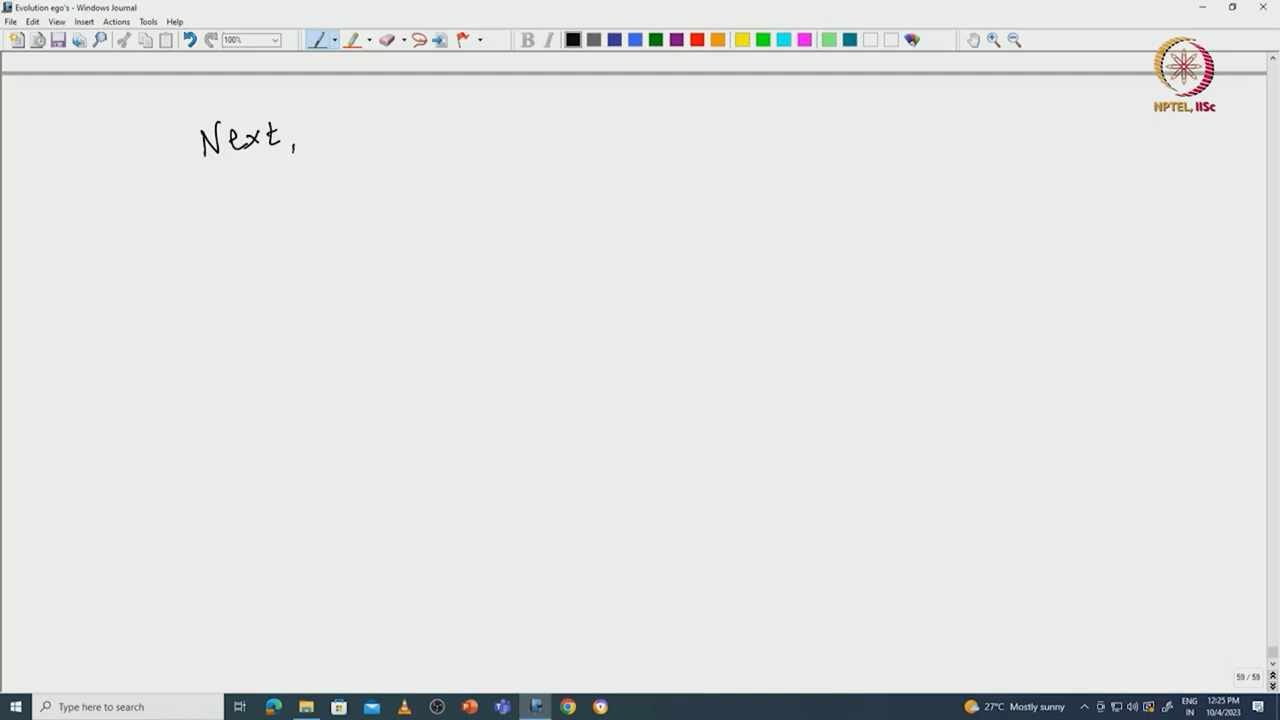 Evolution ego's - Windows Journal
File Edit View Insert Actions Tools Help
100%
B I
NPTEL, IISc
Next,
59 / 59
Type here to search
27°C Mostly sunny
ENG
IN
12:25 PM
10/4/2023